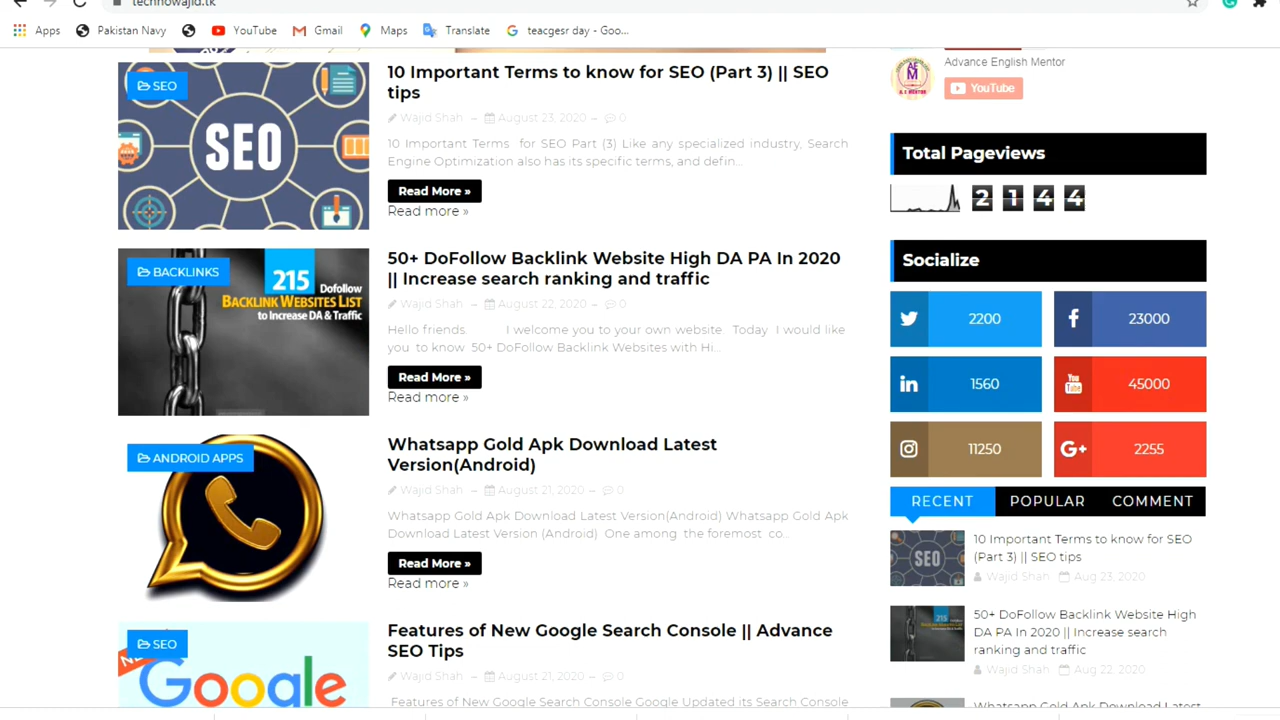 technowajid.tk
Apps Pakistan Navy YouTube Gmail Maps Translate teacgesr day - Goo...
SEO
SEO
10 Important Terms to know for SEO (Part 3) || SEO
tips
Wajid Shah – August 23, 2020 – 0
10 Important Terms for SEO Part (3) Like any specialized industry, Search
Engine Optimization also has its specific terms, and defin...
Read More »
Read more »
BACKLINKS
215
Dofollow
BACKLINK WEBSITES LIST
to Increase DA & Traffic
50+ DoFollow Backlink Website High DA PA In 2020
|| Increase search ranking and traffic
Wajid Shah – August 22, 2020 – 0
Hello friends. I welcome you to your own website. Today I would like
you to know 50+ DoFollow Backlink Websites with Hi...
Read More »
Read more »
ANDROID APPS
Whatsapp Gold Apk Download Latest
Version(Android)
Wajid Shah – August 21, 2020 – 0
Whatsapp Gold Apk Download Latest Version(Android) Whatsapp Gold Apk
Download Latest Version (Android) One among the foremost co...
Read More »
Read more »
SEO
Google
Features of New Google Search Console || Advance
SEO Tips
Wajid Shah – August 21, 2020 – 0
Features of New Google Search Console Google Updated its Search Console
Advance English Mentor
YouTube
Total Pageviews
2 1 4 4
Socialize
2200 23000
1560 45000
11250 2255
RECENT POPULAR COMMENT
SEO
10 Important Terms to know for SEO
(Part 3) || SEO tips
Wajid Shah Aug 23, 2020
215
50+ DoFollow Backlink Website High
DA PA In 2020 || Increase search
ranking and traffic
Wajid Shah Aug 22, 2020
Whatsapp Gold Apk Download Latest